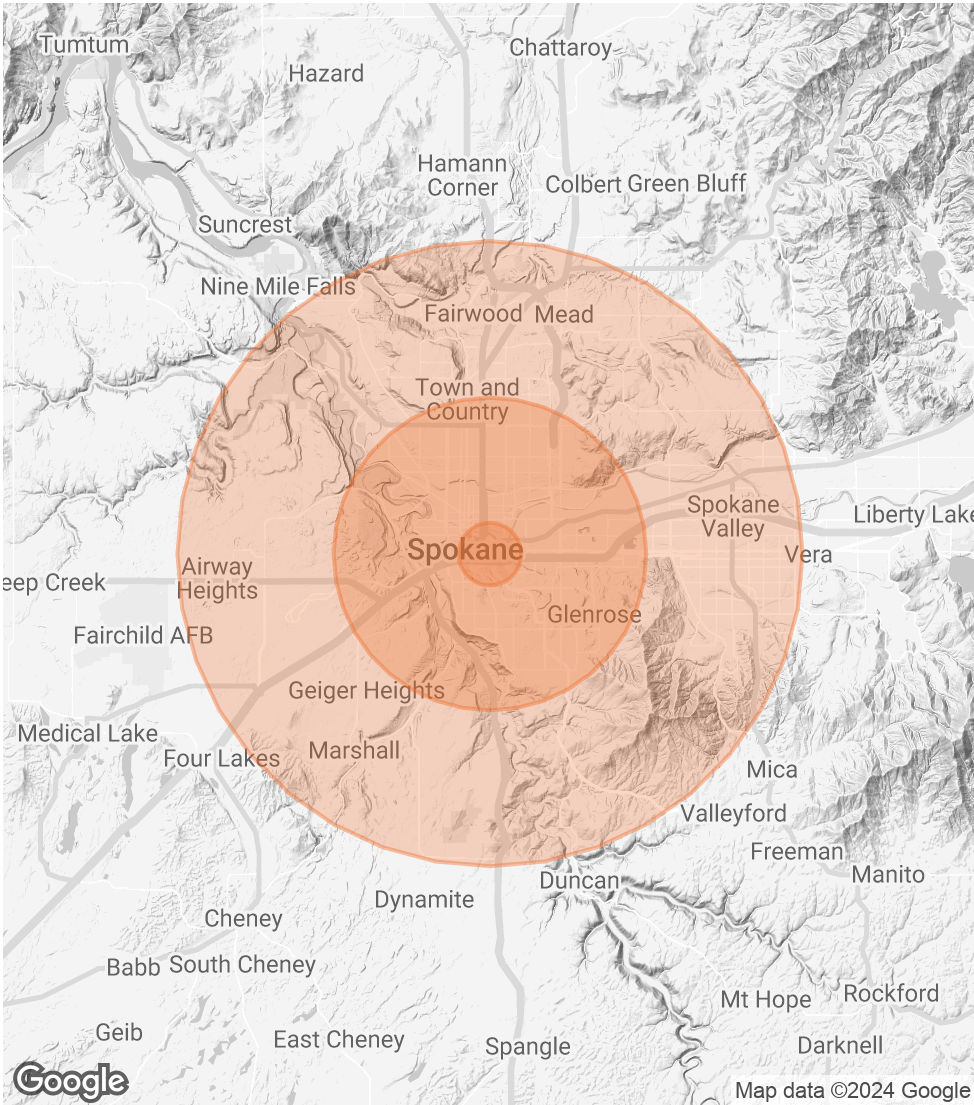 Tumtum
Chattaroy
Hazard
Hamann
Corner
Colbert Green Bluff
Suncrest
Nine Mile Falls
Fairwood Mead
Town and
Country
Spokane
Valley
Liberty Lake
Spokane
Vera
Airway
Heights
eep Creek
Glenrose
Fairchild AFB
Geiger Heights
Medical Lake
Marshall
Four Lakes
Mica
Valleyford
Freeman
Manito
Duncan
Dynamite
Cheney
Babb South Cheney
Rockford
Mt Hope
Geib
East Cheney
Spangle
Darknell
Google
Map data ©2024 Google